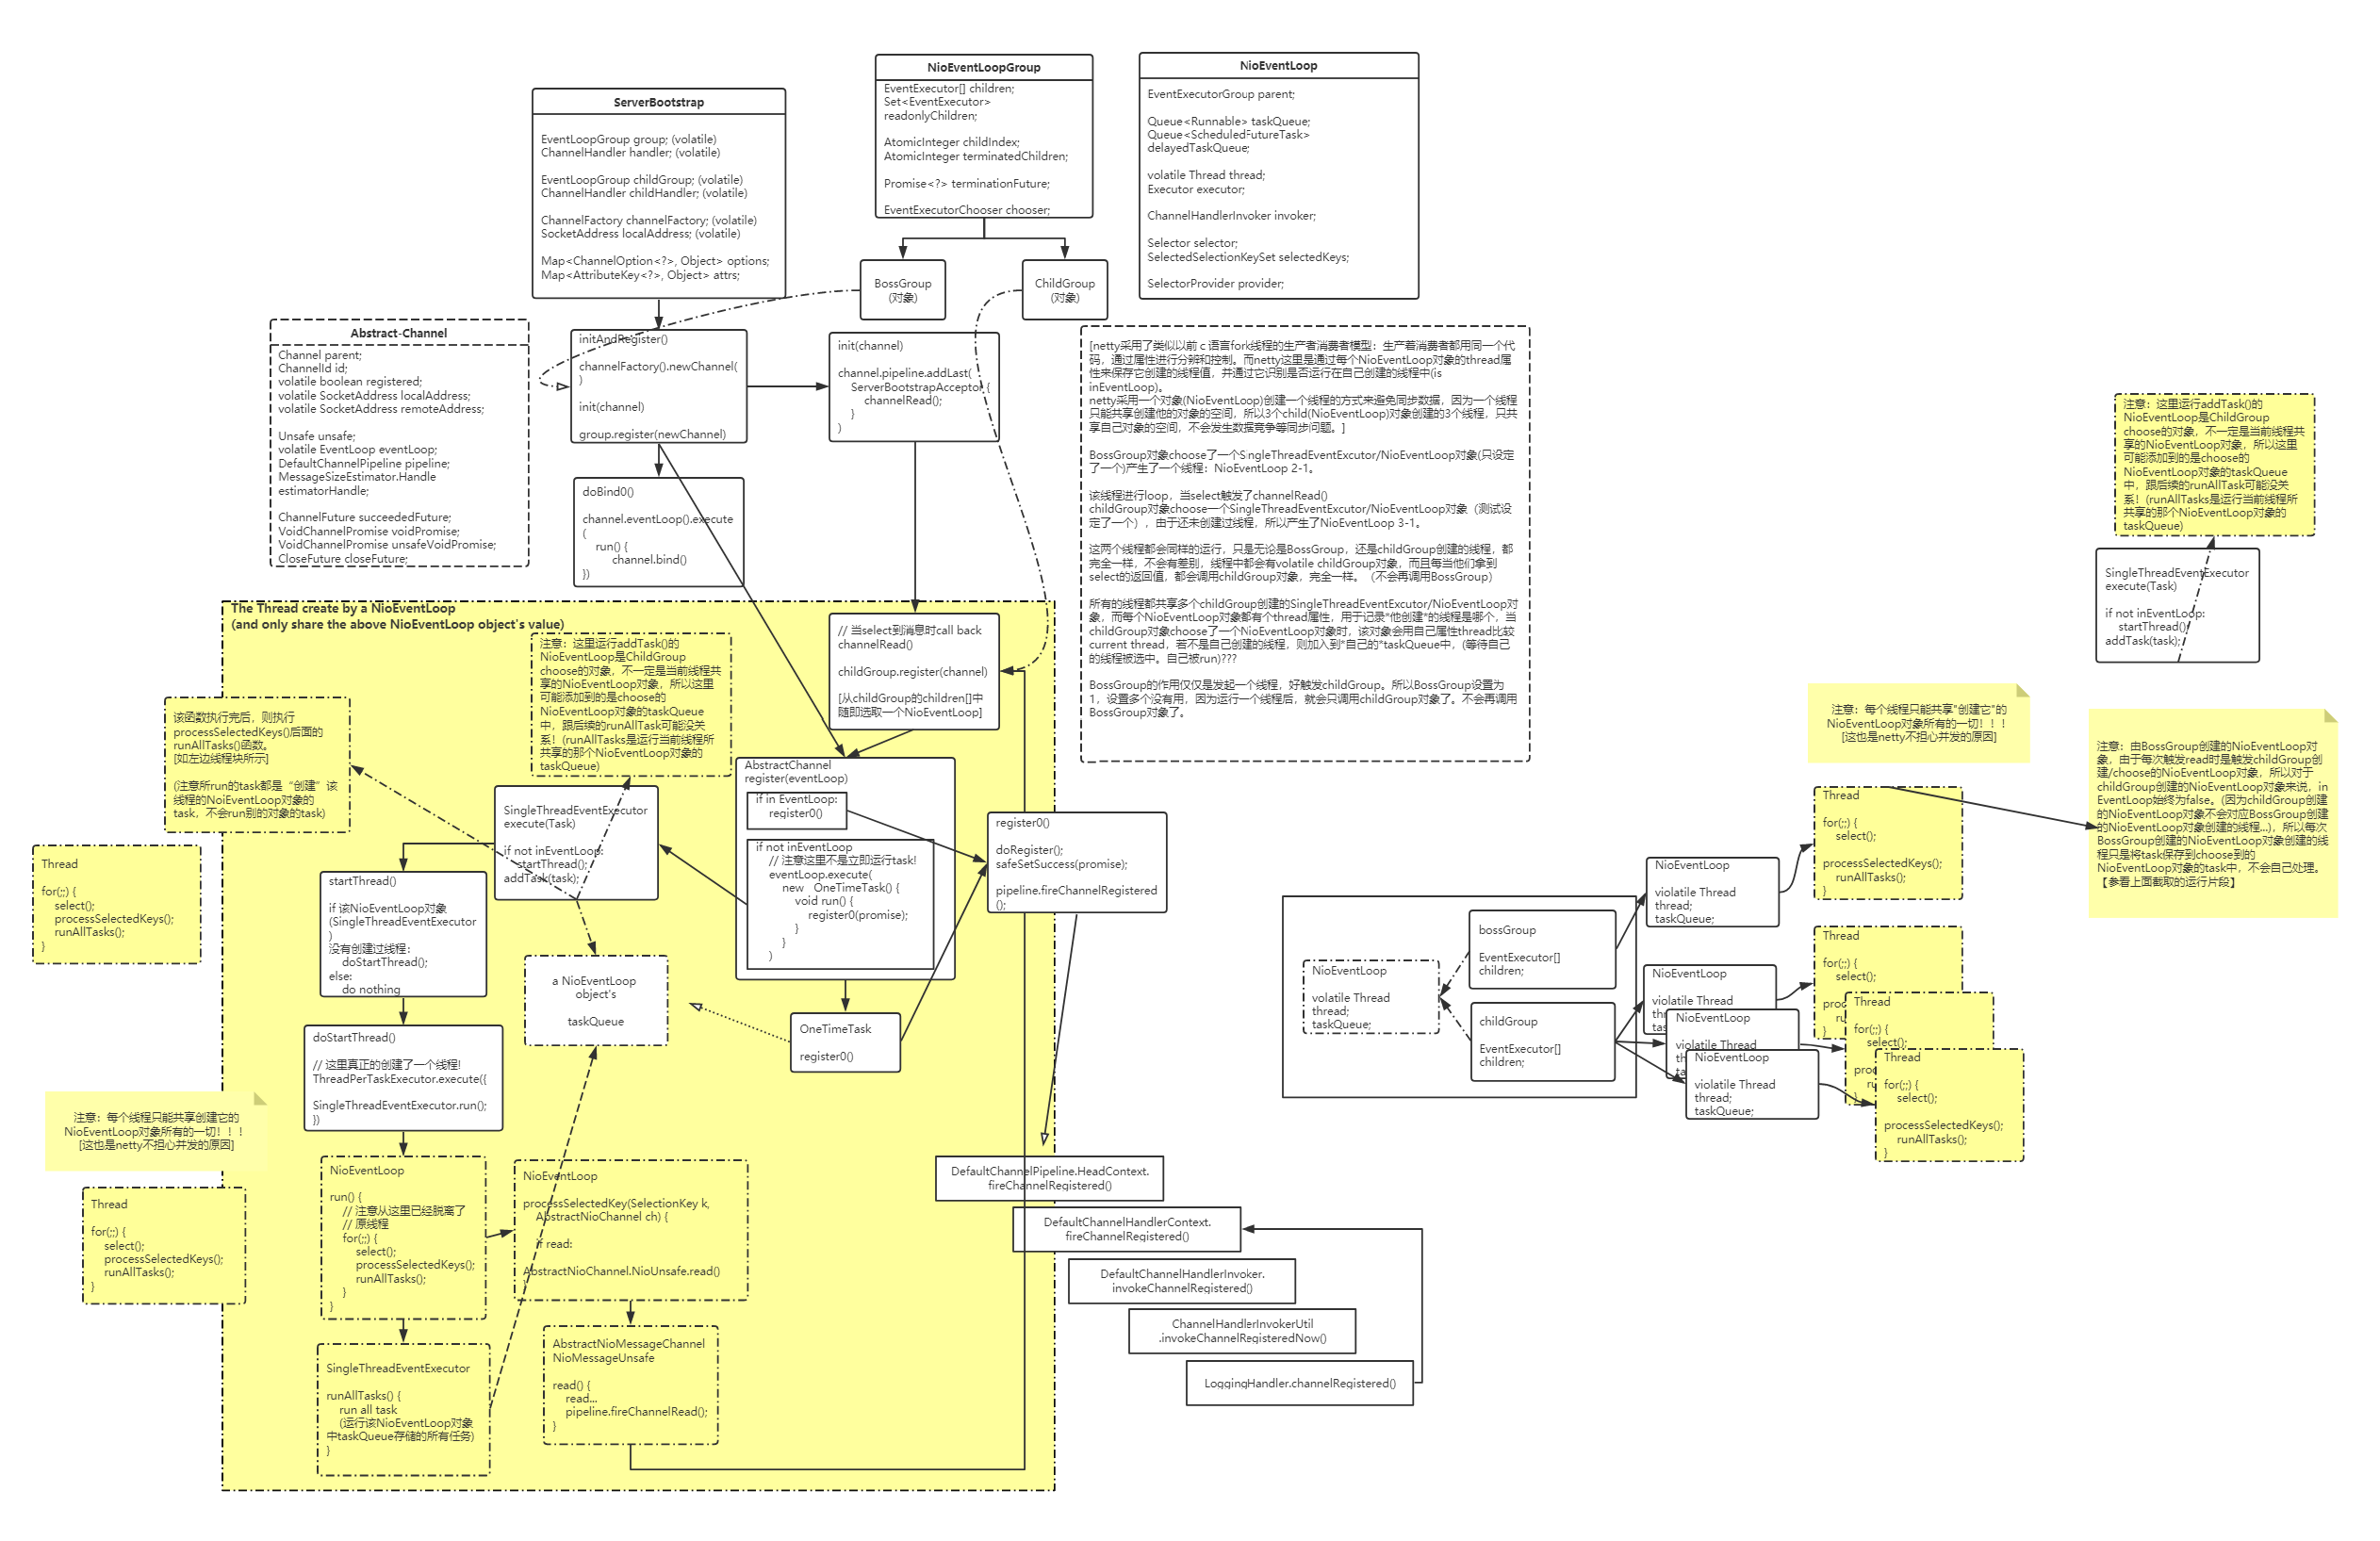 NioEventLoopGroup
EventExecutor[] children;
Set<EventExecutor>
readonlyChildren;
AtomicInteger childIndex;
AtomicInteger terminatedChildren;
Promise<?> terminationFuture;
EventExecutorChooser chooser;
NioEventLoop
EventExecutorGroup parent;
Queue<Runnable> taskQueue;
Queue<ScheduledFutureTask>
delayedTaskQueue;
volatile Thread thread;
Executor executor;
ChannelHandlerInvoker invoker;
Selector selector;
SelectedSelectionKeySet selectedKeys;
SelectorProvider provider;
ServerBootstrap
EventLoopGroup group; (volatile)
ChannelHandler handler; (volatile)
EventLoopGroup childGroup; (volatile)
ChannelHandler childHandler; (volatile)
ChannelFactory channelFactory; (volatile)
SocketAddress localAddress; (volatile)
Map<ChannelOption<?>, Object> options;
Map<AttributeKey<?>, Object> attrs;
BossGroup
(对象)
ChildGroup
(对象)
Abstract-Channel
Channel parent;
ChannelId id;
volatile boolean registered;
volatile SocketAddress localAddress;
volatile SocketAddress remoteAddress;
Unsafe unsafe;
volatile EventLoop eventLoop;
DefaultChannelPipeline pipeline;
MessageSizeEstimator.Handle
estimatorHandle;
ChannelFuture succeededFuture;
VoidChannelPromise voidPromise;
VoidChannelPromise unsafeVoidPromise;
CloseFuture closeFuture;
initAndRegister()
channelFactory().newChannel(
)
init(channel)
group.register(newChannel)
init(channel)
channel.pipeline.addLast(
ServerBootstrapAcceptor {
channelRead();
}
)
doBind0()
channel.eventLoop().execute
(
run() {
channel.bind()
})
[netty采用了类似以前 c 语言fork线程的生产者消费者模型：生产着消费者都用同一个代
码，通过属性进行分辨和控制。而netty这里是通过每个NioEventLoop对象的thread属
性来保存它创建的线程值，并通过它识别是否运行在自己创建的线程中(is
inEventLoop)。
netty采用一个对象(NioEventLoop)创建一个线程的方式来避免同步数据，因为一个线程
只能共享创建他的对象的空间，所以3个child(NioEventLoop)对象创建的3个线程，只共
享自己对象的空间，不会发生数据竞争等同步问题。]
BossGroup对象choose了一个SingleThreadEventExcutor/NioEventLoop对象(只设定
了一个)产生了一个线程：NioEventLoop 2-1。
该线程进行loop，当select触发了channelRead()
childGroup对象choose一个SingleThreadEventExcutor/NioEventLoop对象（测试设
定了一个），由于还未创建过线程，所以产生了NioEventLoop 3-1。
这两个线程都会同样的运行，只是无论是BossGroup，还是childGroup创建的线程，都
完全一样，不会有差别，线程中都会有volatile childGroup对象，而且每当他们拿到
select的返回值，都会调用childGroup对象，完全一样。（不会再调用BossGroup）
所有的线程都共享多个childGroup创建的SingleThreadEventExcutor/NioEventLoop对
象，而每个NioEventLoop对象都有个thread属性，用于记录*他创建*的线程是哪个，当
childGroup对象choose了一个NioEventLoop对象时，该对象会用自己属性thread比较
current thread，若不是自己创建的线程，则加入到*自己的*taskQueue中，(等待自己
的线程被选中。自己被run)???
BossGroup的作用仅仅是发起一个线程，好触发childGroup。所以BossGroup设置为
1，设置多个没有用，因为运行一个线程后，就会只调用childGroup对象了。不会再调用
BossGroup对象了。
注意：这里运行addTask()的
NioEventLoop是ChildGroup
choose的对象，不一定是当前线程共
享的NioEventLoop对象，所以这里
可能添加到的是choose的
NioEventLoop对象的taskQueue
中，跟后续的runAllTask可能没关
系！(runAllTasks是运行当前线程所
共享的那个NioEventLoop对象的
taskQueue)
SingleThreadEventExecutor
execute(Task)
if not inEventLoop:
startThread();
addTask(task);
The Thread create by a NioEventLoop
(and only share the above NioEventLoop object's value)
注意：这里运行addTask()的
NioEventLoop是ChildGroup
choose的对象，不一定是当前线程共
享的NioEventLoop对象，所以这里
可能添加到的是choose的
NioEventLoop对象的taskQueue
中，跟后续的runAllTask可能没关
系！(runAllTasks是运行当前线程所
共享的那个NioEventLoop对象的
taskQueue)
// 当select到消息时call back
channelRead()
childGroup.register(channel)
[从childGroup的children[]中
随即选取一个NioEventLoop]
该函数执行完后，则执行
processSelectedKeys()后面的
runAllTasks()函数。
[如左边线程块所示]
(注意所run的task都是“创建”该
线程的NoiEventLoop对象的
task，不会run别的对象的task)
AbstractChannel
register(eventLoop)
if in EventLoop:
register0()
if not inEventLoop
// 注意这里不是立即运行task!
eventLoop.execute(
new OneTimeTask() {
void run() {
register0(promise);
}
}
)
SingleThreadEventExecutor
execute(Task)
if not inEventLoop:
startThread();
addTask(task);
register0()
doRegister();
safeSetSuccess(promise);
pipeline.fireChannelRegistered
();
Thread
for(;;) {
select();
processSelectedKeys();
runAllTasks();
}
startThread()
if 该NioEventLoop对象
(SingleThreadEventExecutor
)
没有创建过线程：
doStartThread();
else:
do nothing
a NioEventLoop
object's
taskQueue
OneTimeTask
register0()
doStartThread()
// 这里真正的创建了一个线程!
ThreadPerTaskExecutor.execute({
SingleThreadEventExecutor.run();
})
注意：每个线程只能共享创建它的
NioEventLoop对象所有的一切！！！
[这也是netty不担心并发的原因]
Thread
for(;;) {
select();
processSelectedKeys();
runAllTasks();
}
NioEventLoop
run() {
// 注意从这里已经脱离了
// 原线程
for(;;) {
select();
processSelectedKeys();
runAllTasks();
}
}
NioEventLoop
processSelectedKey(SelectionKey k,
AbstractNioChannel ch) {
if read:
AbstractNioChannel.NioUnsafe.read()
}
SingleThreadEventExecutor
runAllTasks() {
run all task
(运行该NioEventLoop对象
中taskQueue存储的所有任务)
}
AbstractNioMessageChannel
NioMessageUnsafe
read() {
read...
pipeline.fireChannelRead();
}
DefaultChannelPipeline.HeadContext.
fireChannelRegistered()
DefaultChannelHandlerContext.
fireChannelRegistered()
DefaultChannelHandlerInvoker.
invokeChannelRegistered()
ChannelHandlerInvokerUtil
.invokeChannelRegisteredNow()
LoggingHandler.channelRegistered()
注意：每个线程只能共享"创建它"的
NioEventLoop对象所有的一切！！！
[这也是netty不担心并发的原因]
注意：由BossGroup创建的NioEventLoop对
象，由于每次触发read时是触发childGroup创
建/choose的NioEventLoop对象，所以对于
childGroup创建的NioEventLoop对象来说，in
EventLoop始终为false。(因为childGroup创建
的NioEventLoop对象不会对应BossGroup创建
的NioEventLoop对象创建的线程...)，所以每次
BossGroup创建的NioEventLoop对象创建的线
程只是将task保存到choose到的
NioEventLoop对象的task中，不会自己处理。
【参看上面截取的运行片段】
NioEventLoop
volatile Thread
thread;
taskQueue;
bossGroup
EventExecutor[]
children;
childGroup
EventExecutor[]
children;
NioEventLoop
violatile Thread
thread;
taskQueue;
Thread
for(;;) {
select();
processSelectedKeys();
runAllTasks();
}
NioEventLoop
violatile Thread
NioEventLoop
violatile Thread
NioEventLoop
violatile Thread
thread;
taskQueue;
Thread
for(;;) {
select();
}
Thread
for(;;) {
select();
Thread
for(;;) {
select();
processSelectedKeys();
runAllTasks();
}